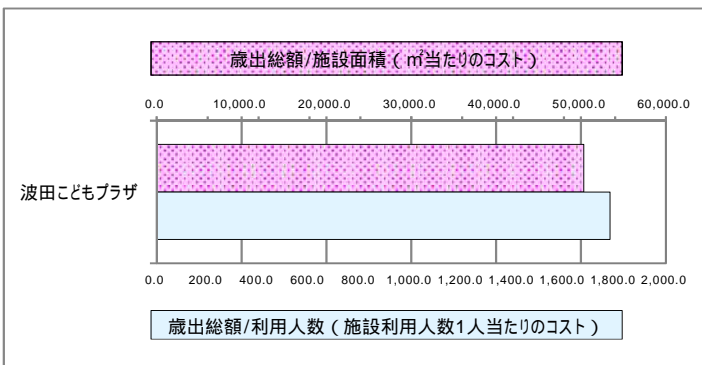 歳出総額/施設面積(㎡当たりのコスト)
0.0 10,000.0 20,000.0 30,000.0 40,000.0 50,000.0 60,000.0
波田こどもプラザ
0.0 200.0 400.0 600.0 800.0 1,000.0 1,200.0 1,400.0 1,600.0 1,800.0 2,000.0
歳出総額/利用人数(施設利用人数1人当たりのコスト)